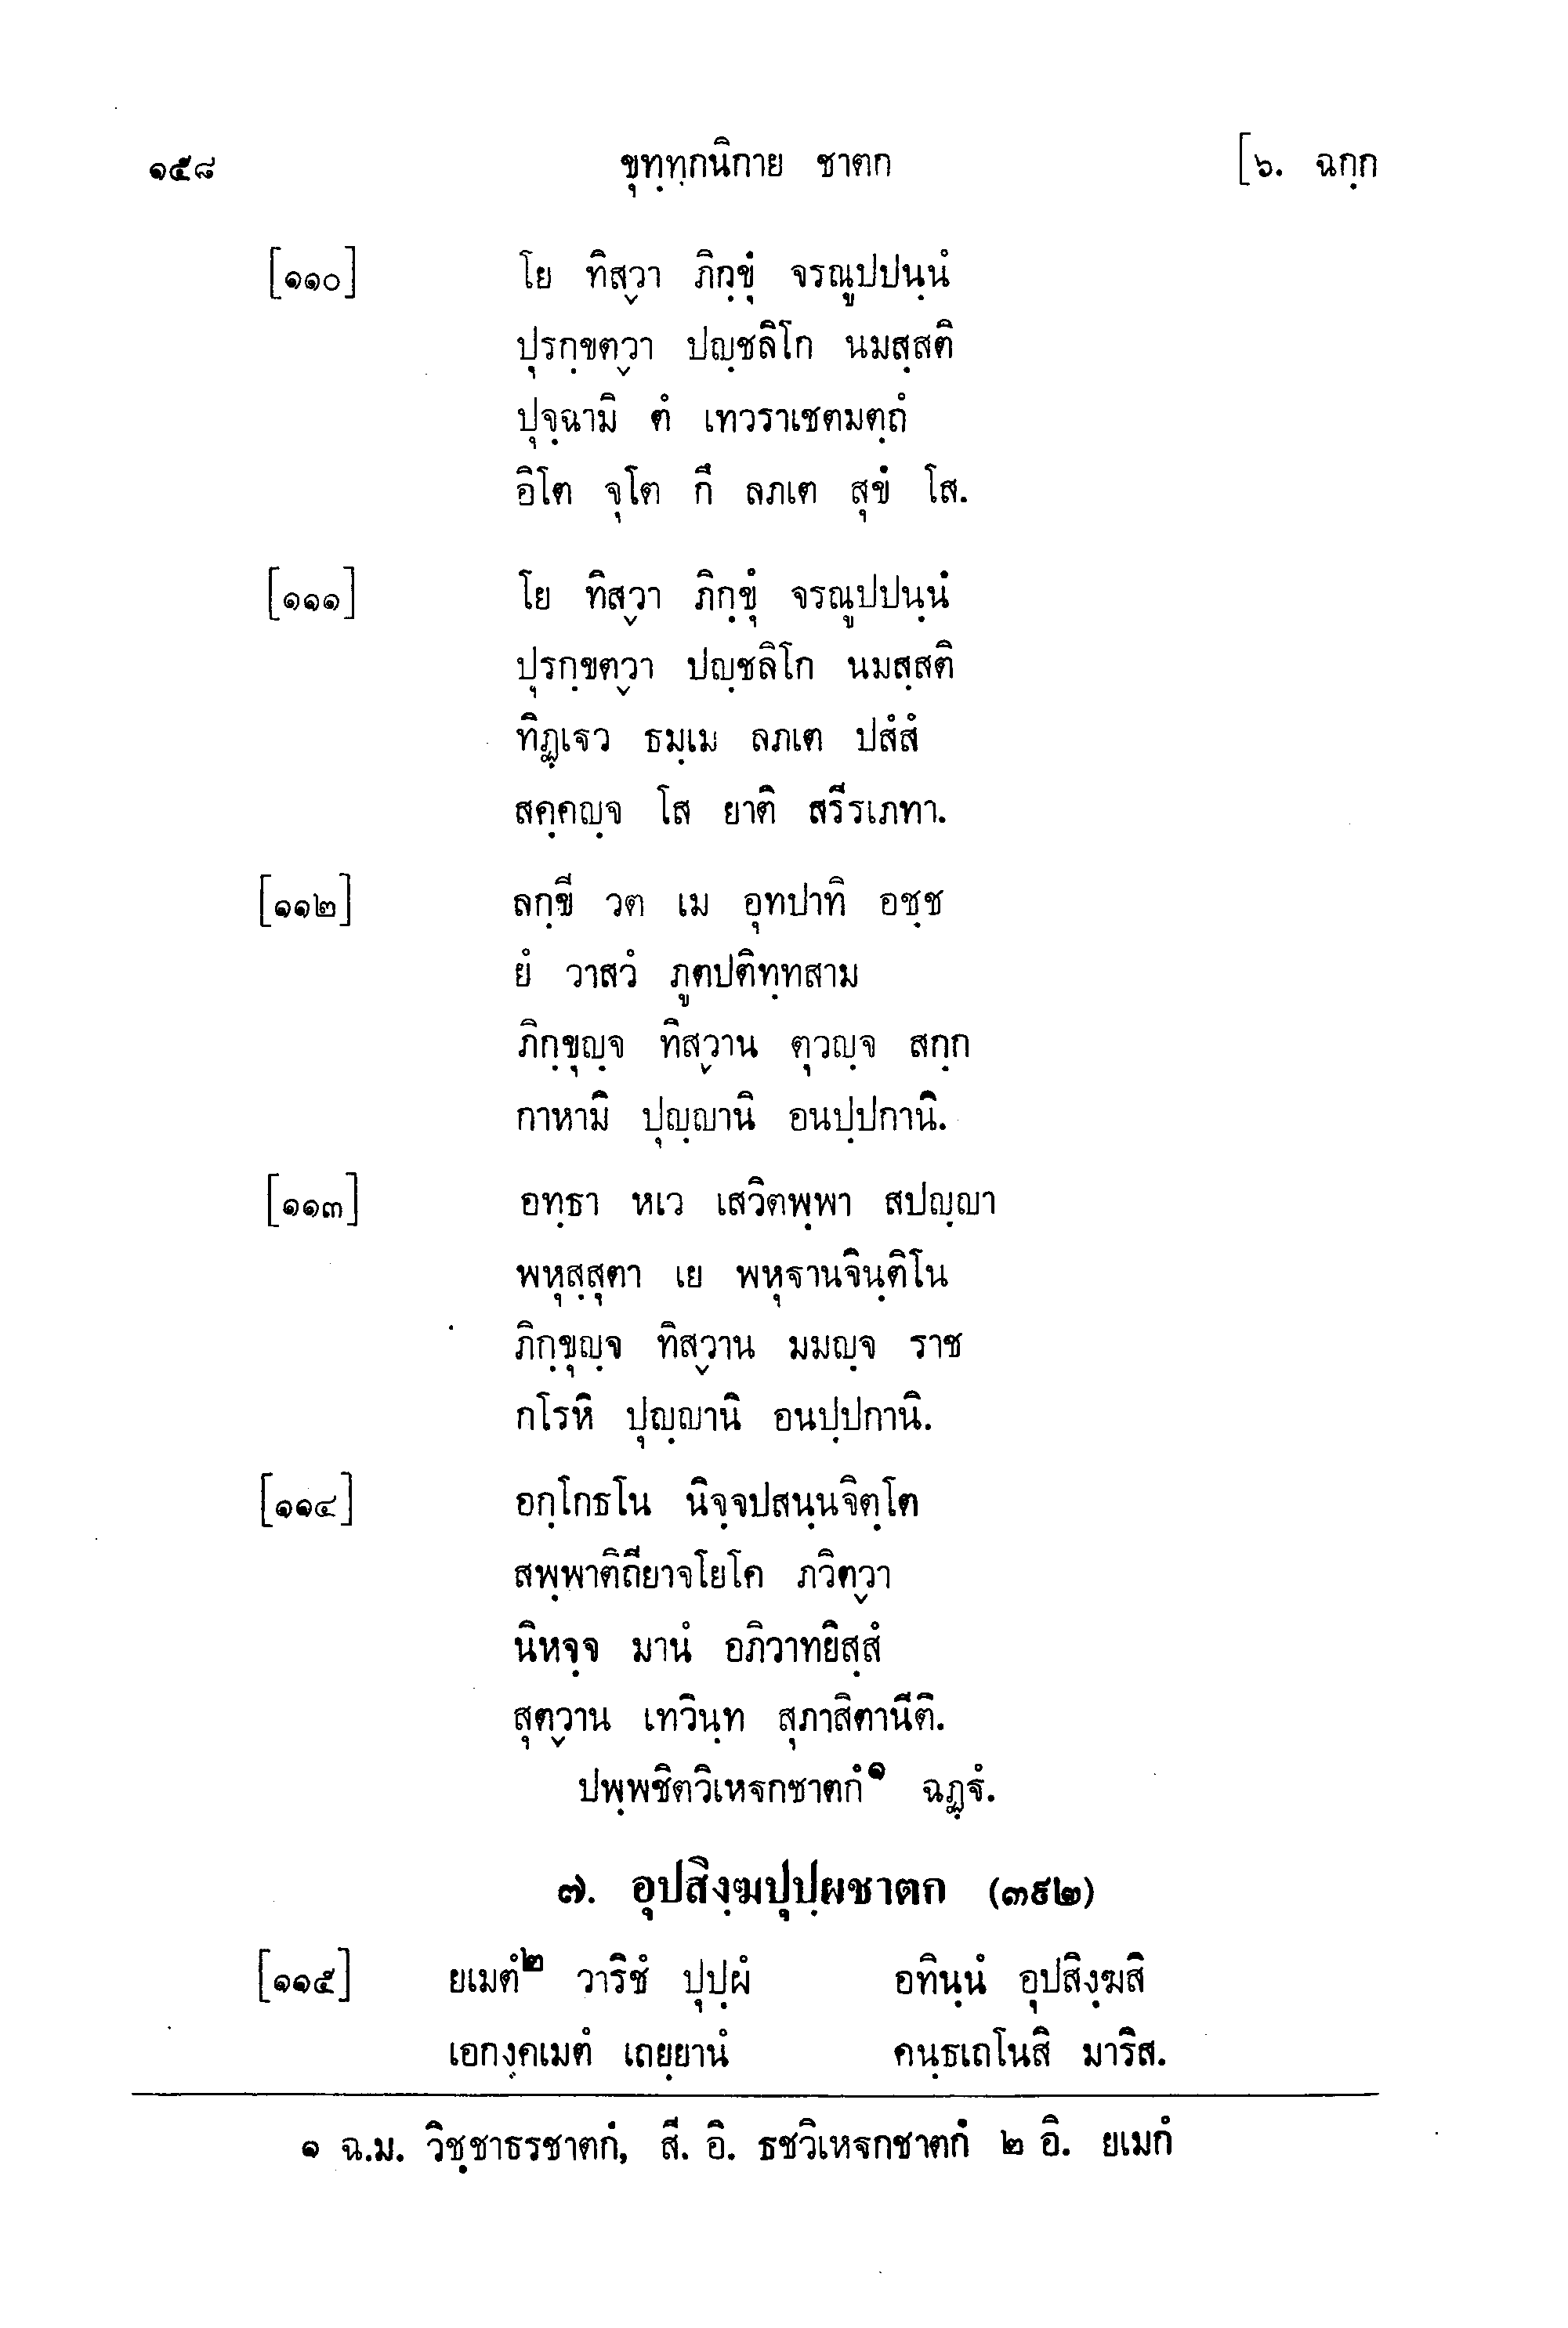 ๑๕๘ ขุทฺทกนิกาย ชาตก [๖. ฉกฺก
[๑๑๐] โย ทิสฺวา ภิกฺขุํ จรณูปปนฺนํ
ปุรกฺขตฺวา ปญฺชลิโก นมสฺสติ
ปุจฺฉามิ ตํ เทวราเชตมตฺถํ
อิโต จุโต กึ ลภเต สุขํ โส.
[๑๑๑] โย ทิสฺวา ภิกฺขุํ จรณูปปนฺนํ
ปุรกฺขตฺวา ปญฺชลิโก นมสฺสติ
ทิฏฺเฐว ธมฺเม ลภเต ปสํสํ
สคฺคญฺจ โส ยาติ สรีรเภทา.
[๑๑๒] ลกฺขี วต เม อุทปาทิ อชฺช
ยํ วาสวํ ภูตปติทฺทสาม
ภิกฺขุญฺจ ทิสฺวาน ตุวญฺจ สกฺก
กาหามิ ปุญฺญานิ อนปฺปกานิ.
[๑๑๓] อทฺธา หเว เสวิตพฺพา สปญฺญา
พหุสฺสุตา เย พหุฐานจินฺติโน
ภิกฺขุญฺจ ทิสฺวาน มมญฺจ ราช
กโรหิ ปุญฺญานิ อนปฺปกานิ.
[๑๑๔] อกฺโกธโน นิจฺจปสนฺนจิตฺโต
สพฺพาติถียาจโยโค ภวิตฺวา
นิหจฺจ มานํ อภิวาทยิสฺสํ
สุตฺวาน เทวินฺท สุภาสิตานีติ.
ปพฺพชิตวิเหฐกชาตกํ๑ ฉฏฺฐํ.
๗. อุปสิงฺฆปุปฺผชาตก (๓๙๒)
[๑๑๕] ยเมตํ๒ วาริชํ ปุปฺผํ อทินฺนํ อุปสิงฺฆสิ
เอกงฺคเมตํ เถยฺยานํ คนฺธเถโนสิ มาริส.
๑ ฉ.ม. วิชฺชาธรชาตกํ, สี. อิ. ธชวิเหฐกชาตกํ ๒ อิ. ยเมกํ